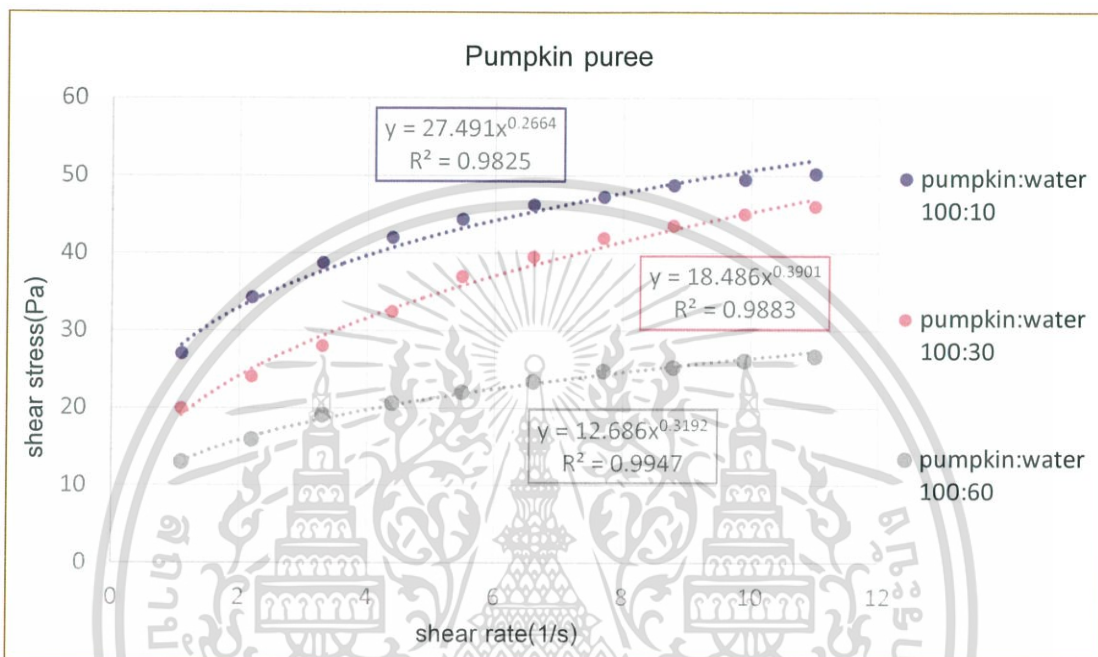 Pumpkin puree
60
50
40
30
20
10
0
shear stress(Pa)
y = 27.491x^0.2664
R² = 0.9825
y = 18.486x^0.3901
R² = 0.9883
y = 12.686x^0.3192
R² = 0.9947
pumpkin:water
100:10
pumpkin:water
100:30
pumpkin:water
100:60
0 2 4 6 8 10 12
shear rate(1/s)